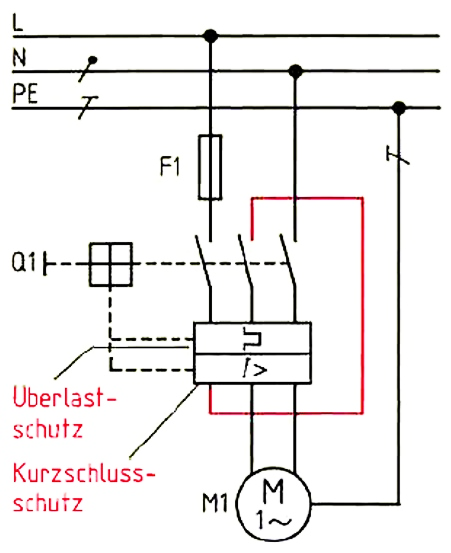 L
N
PE
F1
Q1
I>
Überlast-
schutz
Kurzschluss-
schutz
M1
M
1~